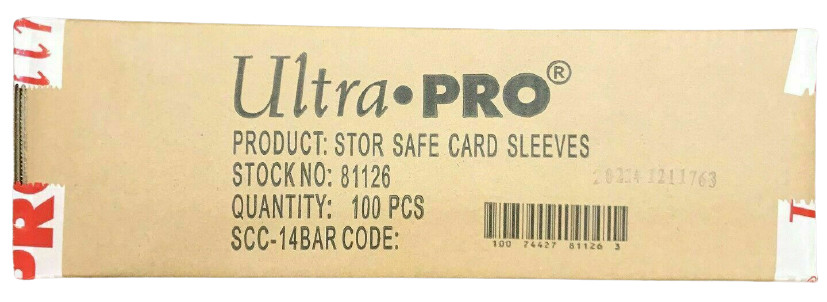 Ultra•PRO®
PRODUCT: STOR SAFE CARD SLEEVES
STOCK NO: 81126
QUANTITY: 100 PCS
SCC-14BAR CODE:
100 74427 81126 3